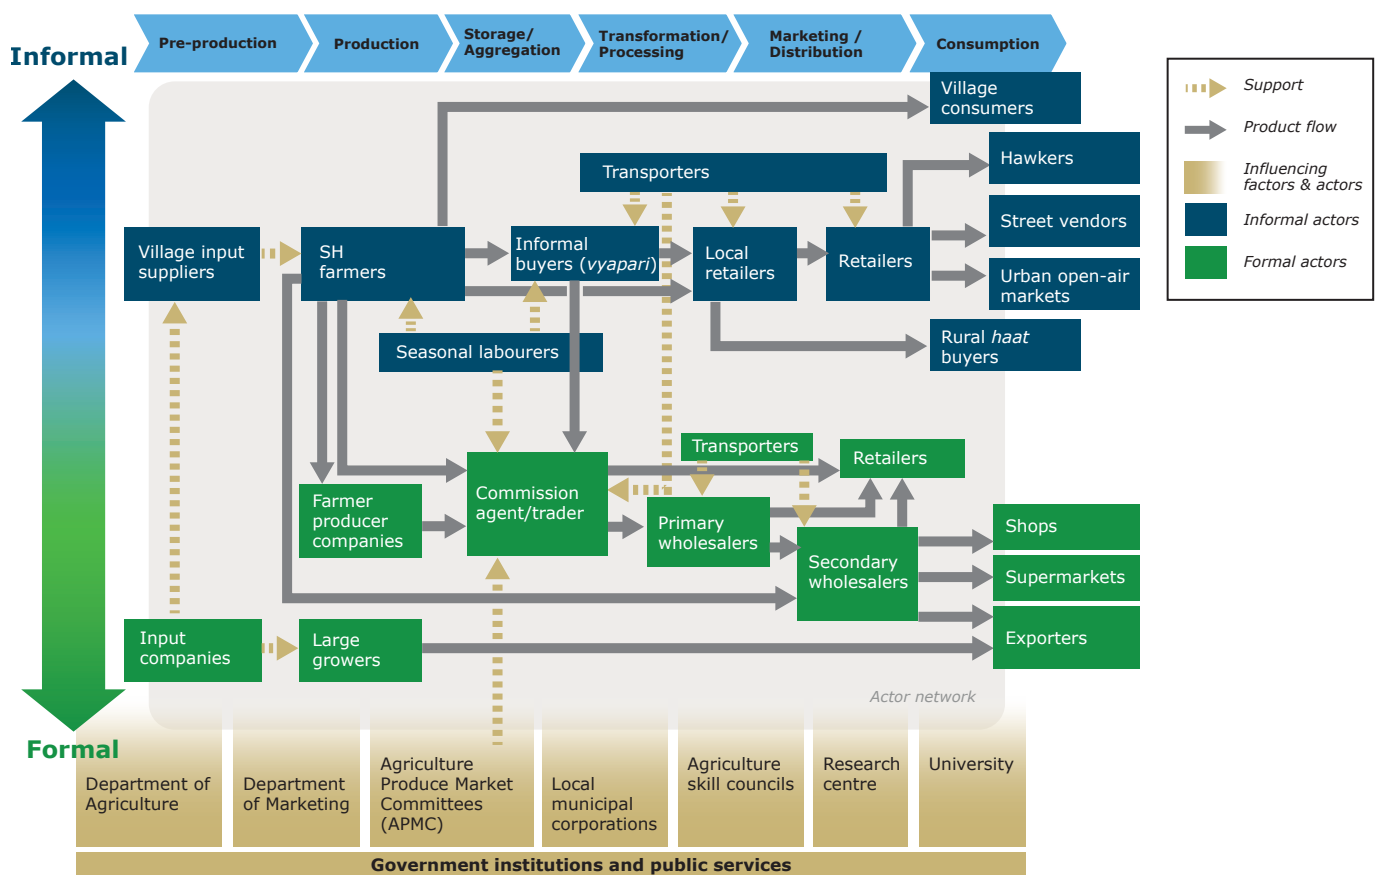 Informal
Pre-production
Production
Storage/
Aggregation
Transformation/
Processing
Marketing /
Distribution
Consumption
Support
Product flow
Influencing
factors & actors
Informal actors
Formal actors
Village
consumers
Transporters
Hawkers
Village input
suppliers
SH
farmers
Informal
buyers (vyapari)
Local
retailers
Retailers
Street vendors
Urban open-air
markets
Seasonal labourers
Rural haat
buyers
Transporters
Retailers
Farmer
producer
companies
Commission
agent/trader
Primary
wholesalers
Secondary
wholesalers
Shops
Supermarkets
Exporters
Input
companies
Large
growers
Actor network
Formal
Department of
Agriculture
Department
of Marketing
Agriculture
Produce Market
Committees
(APMC)
Local
municipal
corporations
Agriculture
skill councils
Research
centre
University
Government institutions and public services